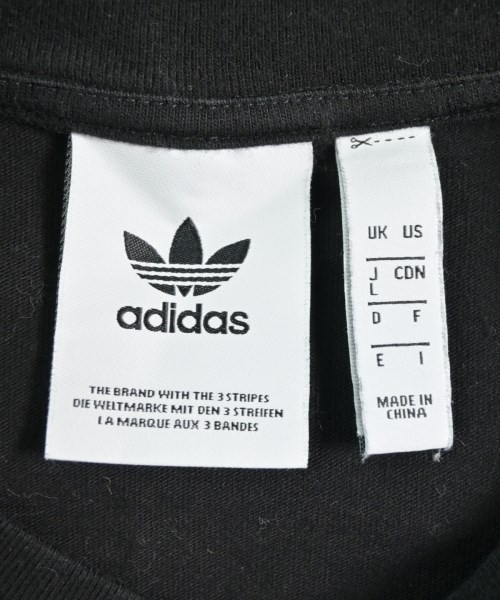 adidas
THE BRAND WITH THE 3 STRIPES
DIE WELTMARKE MIT DEN 3 STREIFEN
LA MARQUE AUX 3 BANDES
UK US
J CDN
L
D F
E I
MADE IN
CHINA